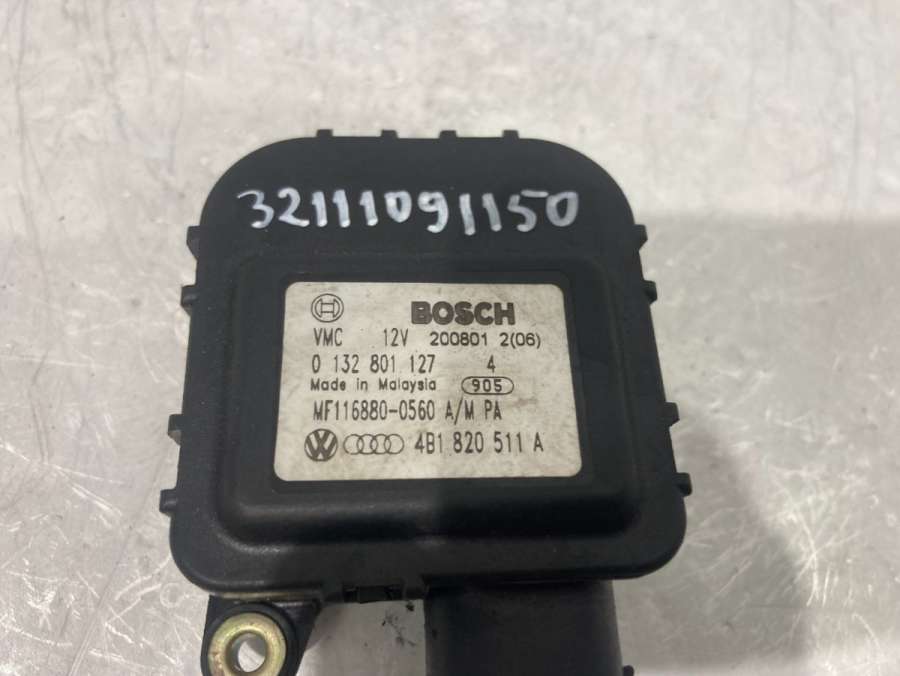 32111091150
BOSCH
VMC 12V 200801 2(06)
0 132 801 127 4
Made in Malaysia 905
MF116880-0560 A/M PA
4B1 820 511 A